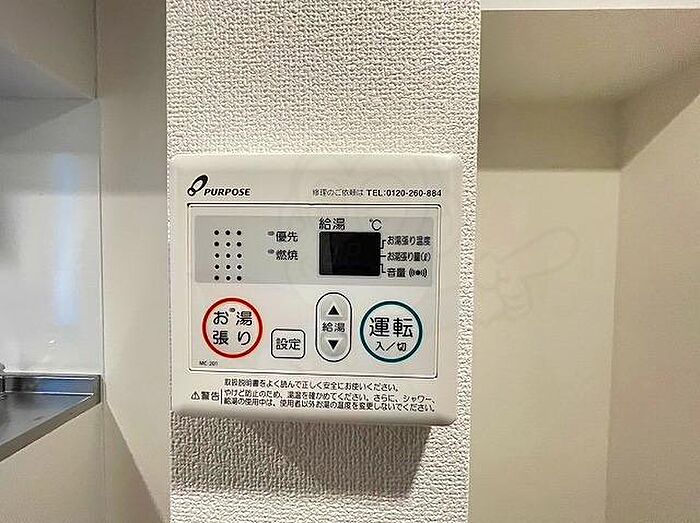 PURPOSE
修理のご依頼は TEL:0120-260-884
給湯 ℃
優先
燃焼
お湯張り温度
お湯張り量(ℓ)
音量
お湯張り
設定
給湯
運転
入/切
MC-201
取扱説明書をよく読んで正しく安全にお使いください。
警告 やけど防止のため、湯温を確かめてください。さらに、シャワー、
給湯の使用中は、使用者以外お湯の温度を変更しないでください。